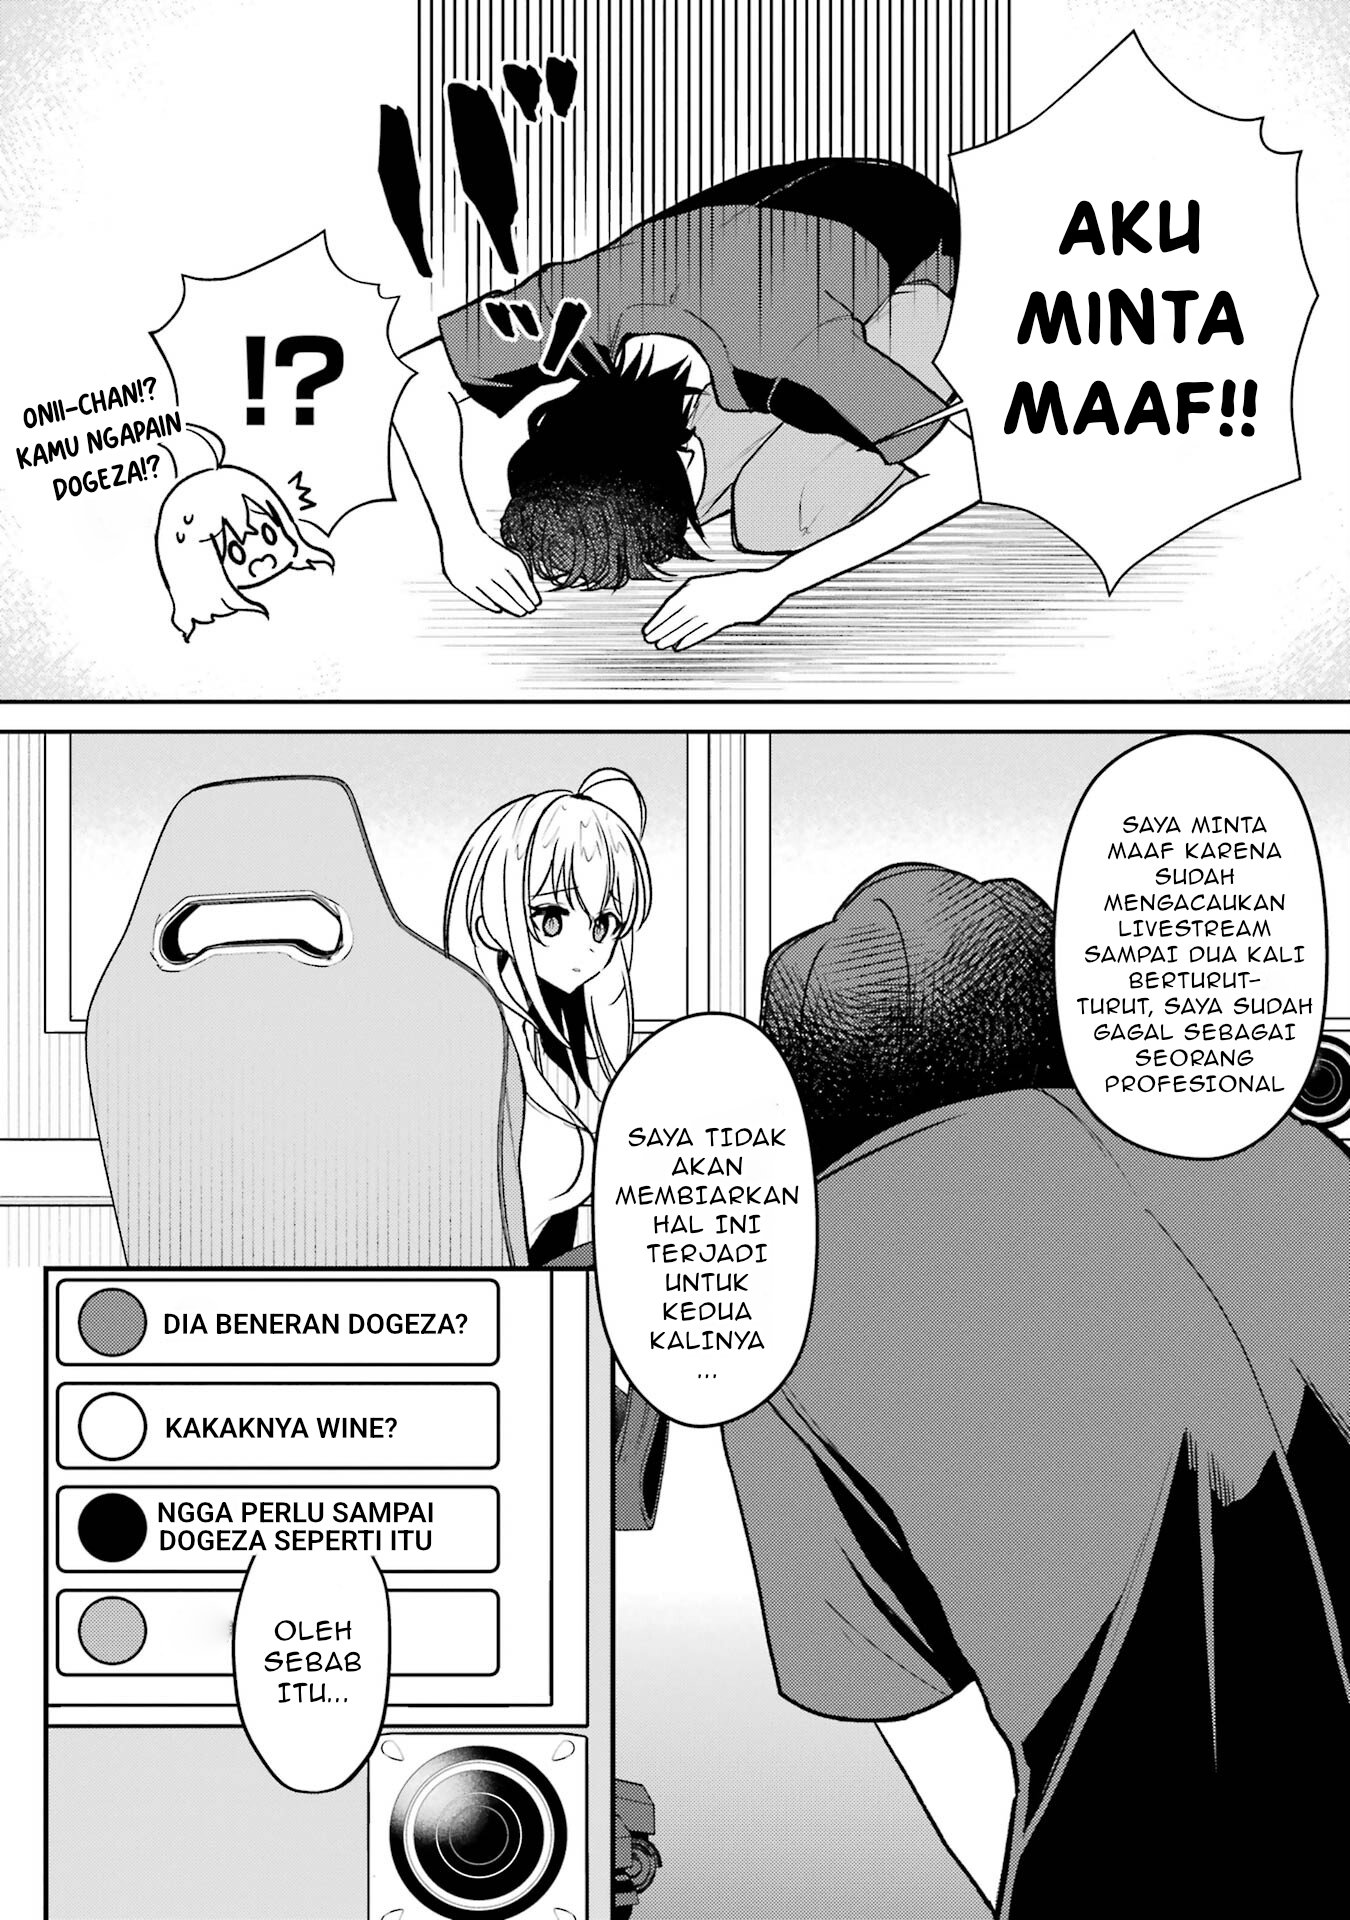 AKU
MINTA
MAAF!!
!?
ONII-CHAN!?
KAMU NGAPAIN
DOGEZA!?
SAYA MINTA
MAAF KARENA
SUDAH
MENGACAUKAN
LIVESTREAM
SAMPAI DUA KALI
BERTURUT-
TURUT, SAYA SUDAH
GAGAL SEBAGAI
SEORANG
PROFESIONAL
SAYA TIDAK
AKAN
MEMBIARKAN
HAL INI
TERJADI
UNTUK
KEDUA
KALINYA
...
DIA BENERAN DOGEZA?
KAKAKNYA WINE?
NGGA PERLU SAMPAI
DOGEZA SEPERTI ITU
OLEH
SEBAB
ITU...